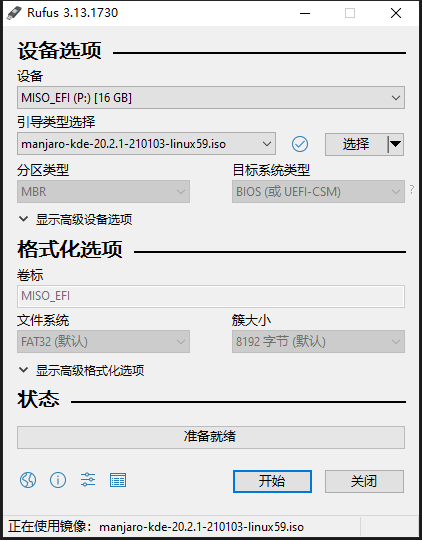 Rufus 3.13.1730
设备选项
设备
MISO_EFI (P:) [16 GB]
引导类型选择
manjaro-kde-20.2.1-210103-linux59.iso
选择
分区类型
目标系统类型
MBR
BIOS (或 UEFI-CSM)
?
显示高级设备选项
格式化选项
卷标
MISO_EFI
文件系统
簇大小
FAT32 (默认)
8192 字节 (默认)
显示高级格式化选项
状态
准备就绪
开始
关闭
正在使用镜像：manjaro-kde-20.2.1-210103-linux59.iso